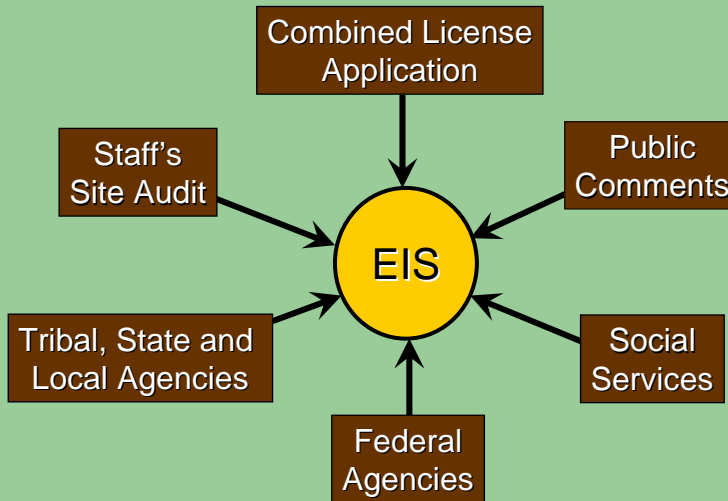 Combined License
Application
Staff's
Site Audit
Public
Comments
EIS
Tribal, State and
Local Agencies
Social
Services
Federal
Agencies